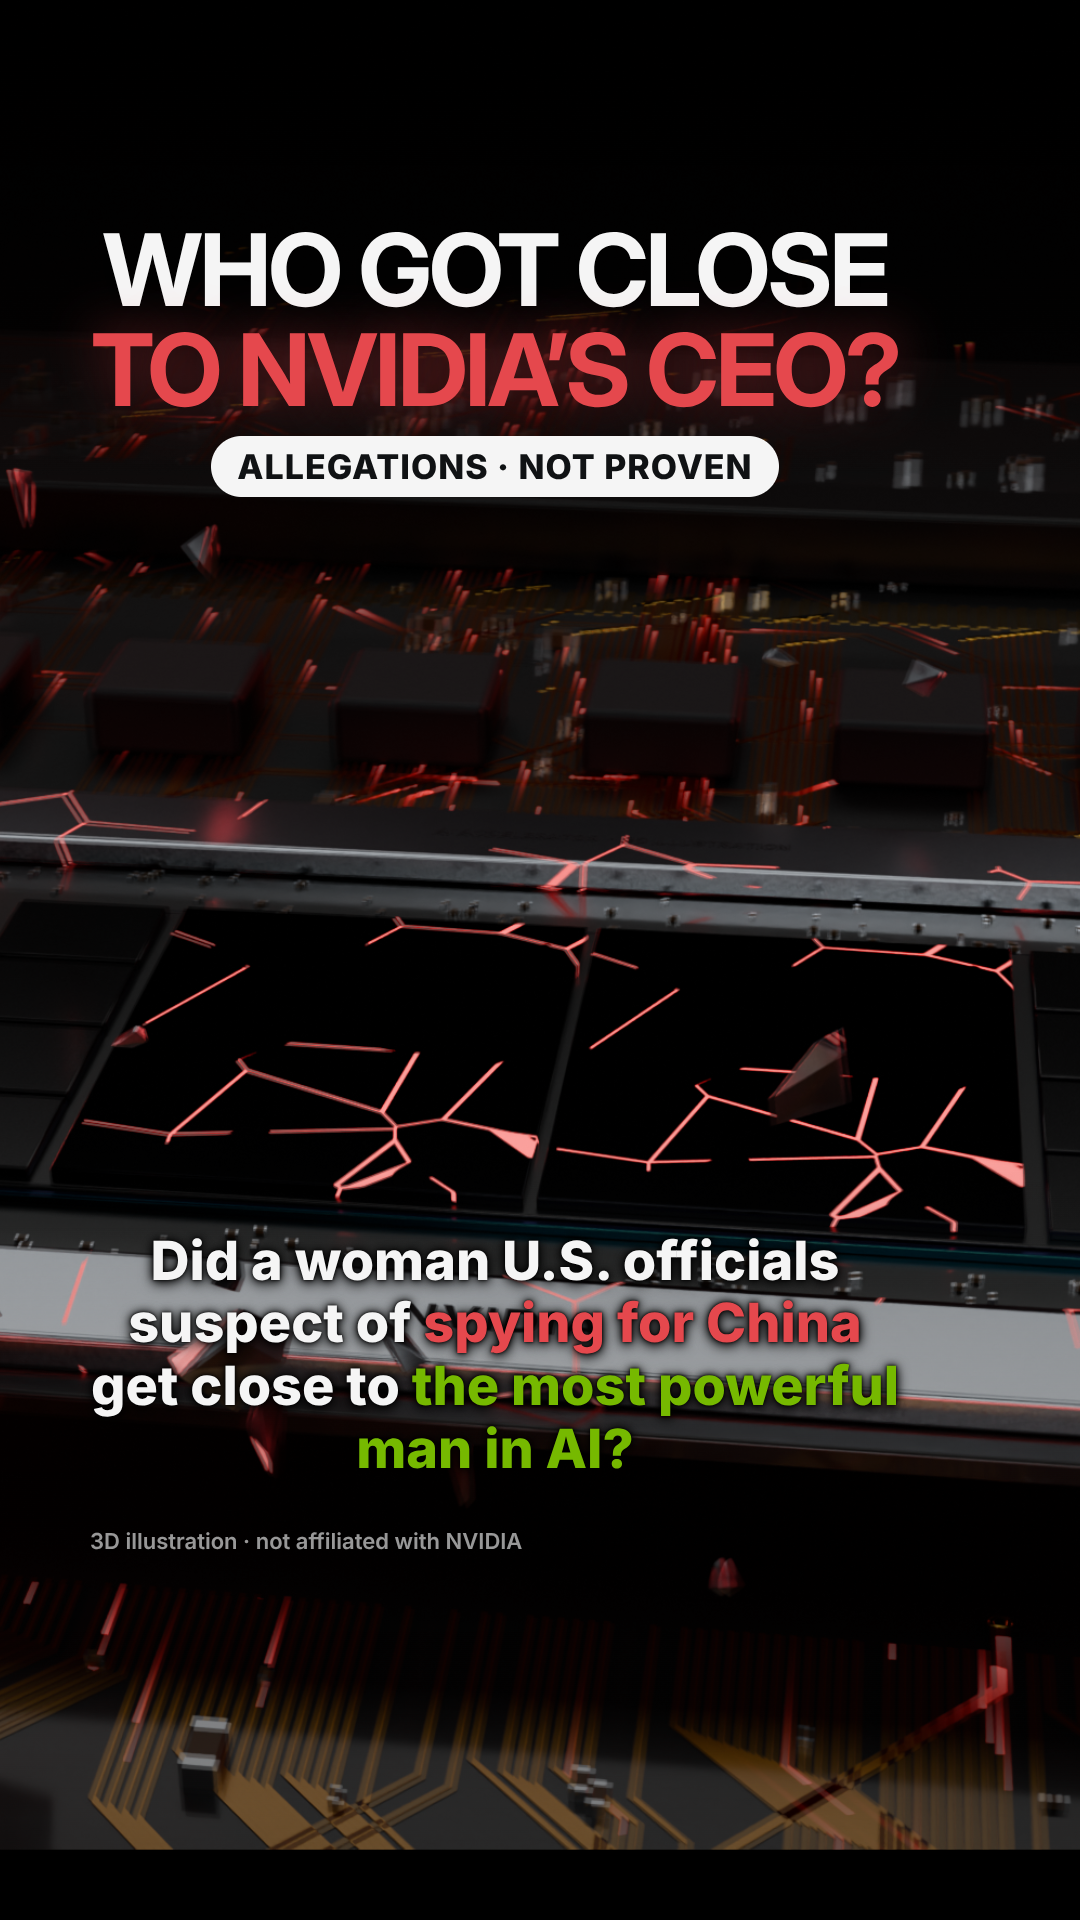 WHO GOT CLOSE
TO NVIDIA’S CEO?
ALLEGATIONS · NOT PROVEN
Did a woman U.S. officials
suspect of spying for China
get close to the most powerful
man in AI?
3D illustration · not affiliated with NVIDIA